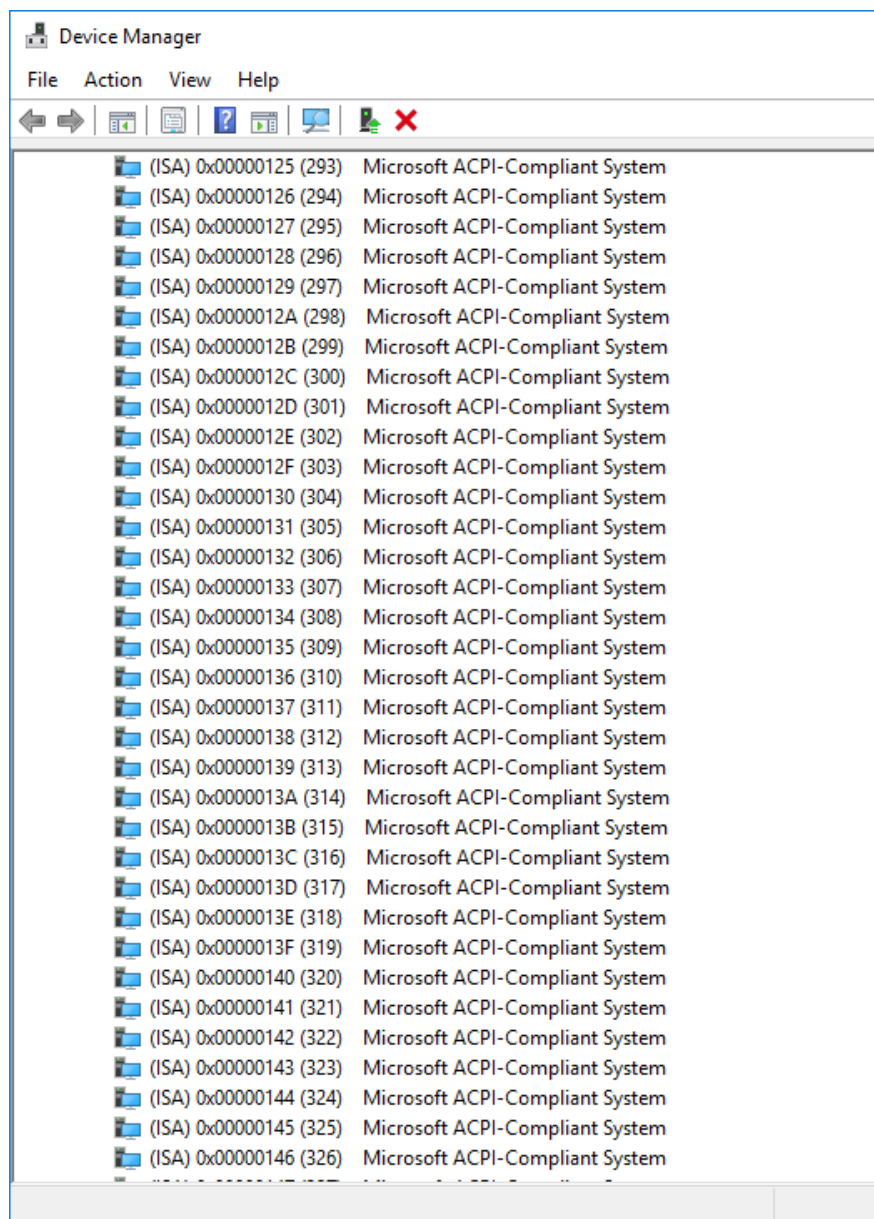 Device Manager
File Action View Help
(ISA) 0x00000125 (293) Microsoft ACPI-Compliant System
(ISA) 0x00000126 (294) Microsoft ACPI-Compliant System
(ISA) 0x00000127 (295) Microsoft ACPI-Compliant System
(ISA) 0x00000128 (296) Microsoft ACPI-Compliant System
(ISA) 0x00000129 (297) Microsoft ACPI-Compliant System
(ISA) 0x0000012A (298) Microsoft ACPI-Compliant System
(ISA) 0x0000012B (299) Microsoft ACPI-Compliant System
(ISA) 0x0000012C (300) Microsoft ACPI-Compliant System
(ISA) 0x0000012D (301) Microsoft ACPI-Compliant System
(ISA) 0x0000012E (302) Microsoft ACPI-Compliant System
(ISA) 0x0000012F (303) Microsoft ACPI-Compliant System
(ISA) 0x00000130 (304) Microsoft ACPI-Compliant System
(ISA) 0x00000131 (305) Microsoft ACPI-Compliant System
(ISA) 0x00000132 (306) Microsoft ACPI-Compliant System
(ISA) 0x00000133 (307) Microsoft ACPI-Compliant System
(ISA) 0x00000134 (308) Microsoft ACPI-Compliant System
(ISA) 0x00000135 (309) Microsoft ACPI-Compliant System
(ISA) 0x00000136 (310) Microsoft ACPI-Compliant System
(ISA) 0x00000137 (311) Microsoft ACPI-Compliant System
(ISA) 0x00000138 (312) Microsoft ACPI-Compliant System
(ISA) 0x00000139 (313) Microsoft ACPI-Compliant System
(ISA) 0x0000013A (314) Microsoft ACPI-Compliant System
(ISA) 0x0000013B (315) Microsoft ACPI-Compliant System
(ISA) 0x0000013C (316) Microsoft ACPI-Compliant System
(ISA) 0x0000013D (317) Microsoft ACPI-Compliant System
(ISA) 0x0000013E (318) Microsoft ACPI-Compliant System
(ISA) 0x0000013F (319) Microsoft ACPI-Compliant System
(ISA) 0x00000140 (320) Microsoft ACPI-Compliant System
(ISA) 0x00000141 (321) Microsoft ACPI-Compliant System
(ISA) 0x00000142 (322) Microsoft ACPI-Compliant System
(ISA) 0x00000143 (323) Microsoft ACPI-Compliant System
(ISA) 0x00000144 (324) Microsoft ACPI-Compliant System
(ISA) 0x00000145 (325) Microsoft ACPI-Compliant System
(ISA) 0x00000146 (326) Microsoft ACPI-Compliant System